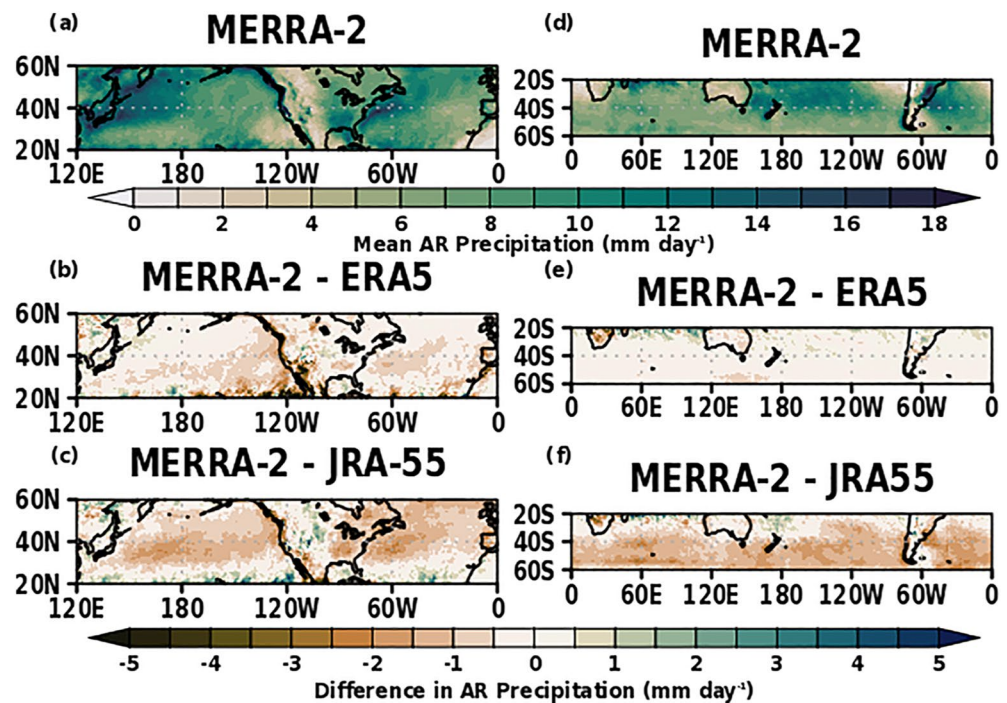 (a)
MERRA-2
60N
40N
20N
120E 180 120W 60W 0
(d)
MERRA-2
20S
40S
60S
0 60E 120E 180 120W 60W 0
0 2 4 6 8 10 12 14 16 18
Mean AR Precipitation (mm day⁻¹)
(b)
MERRA-2 - ERA5
60N
40N
20N
120E 180 120W 60W 0
(e)
MERRA-2 - ERA5
20S
40S
60S
0 60E 120E 180 120W 60W 0
(c)
MERRA-2 - JRA-55
60N
40N
20N
120E 180 120W 60W 0
(f)
MERRA-2 - JRA55
20S
40S
60S
0 60E 120E 180 120W 60W 0
-5 -4 -3 -2 -1 0 1 2 3 4 5
Difference in AR Precipitation (mm day⁻¹)